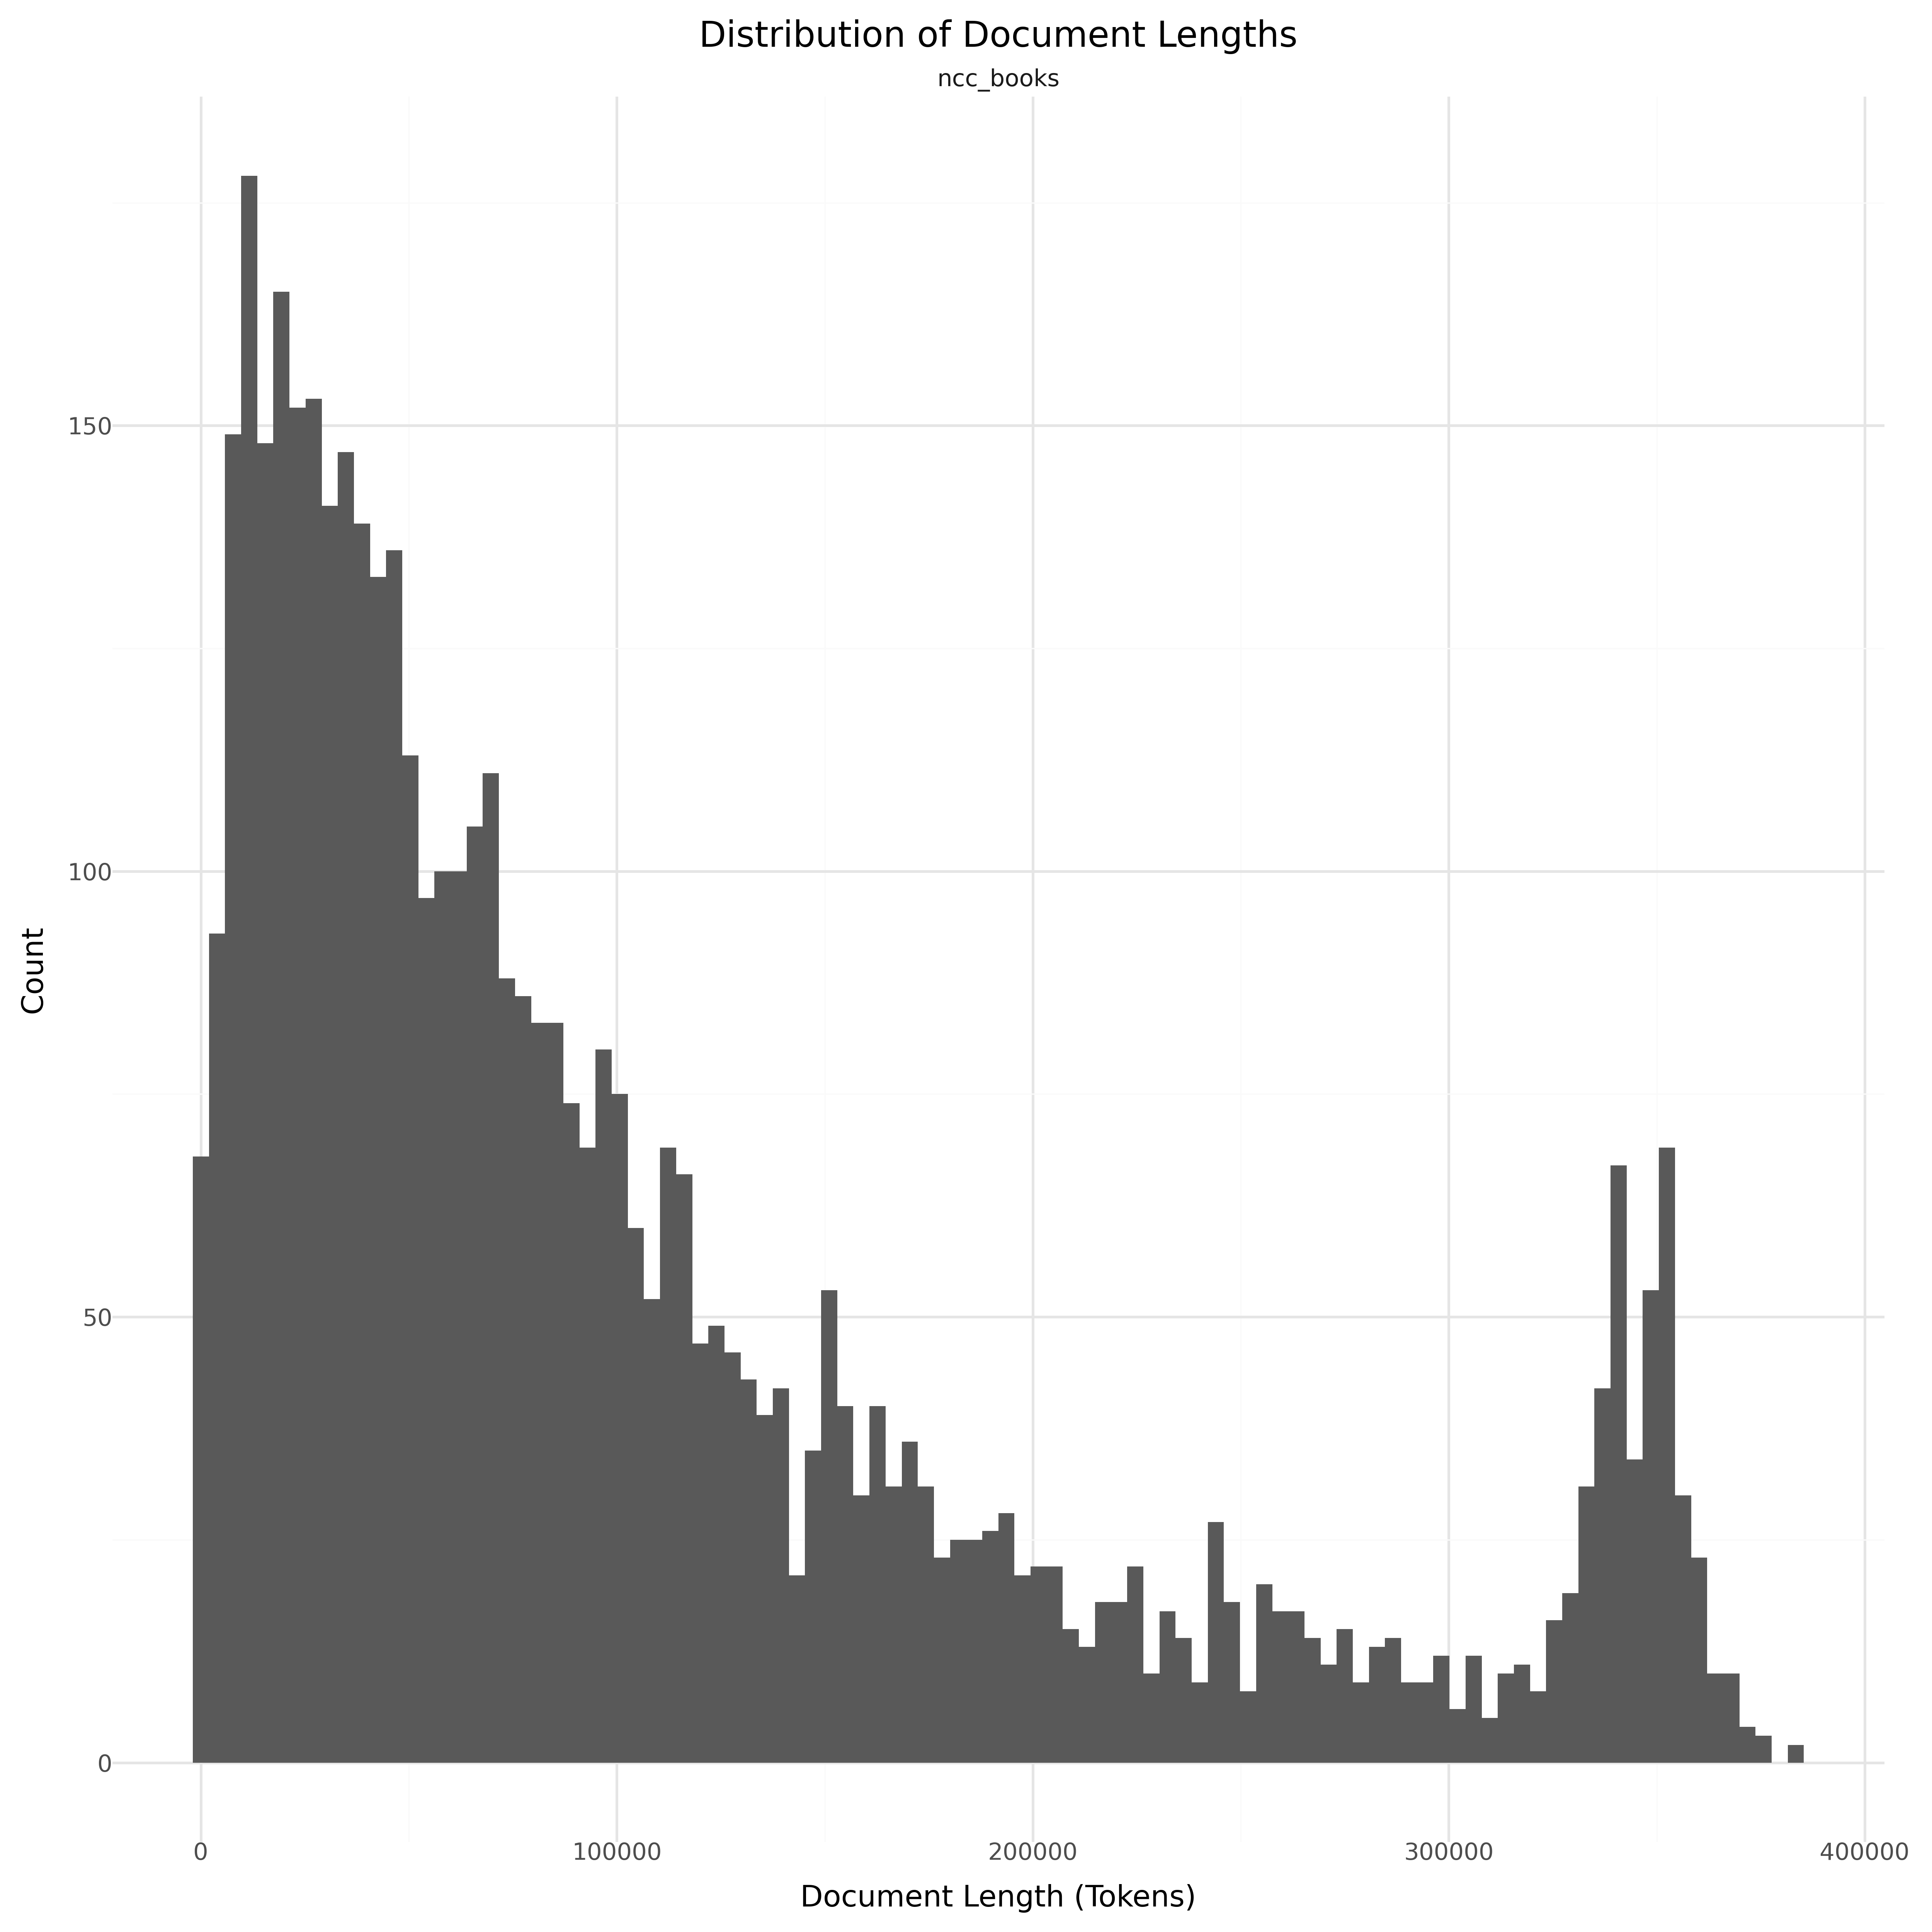 Distribution of Document Lengths
ncc_books
150
100
50
0
Count
0 100000 200000 300000 400000
Document Length (Tokens)